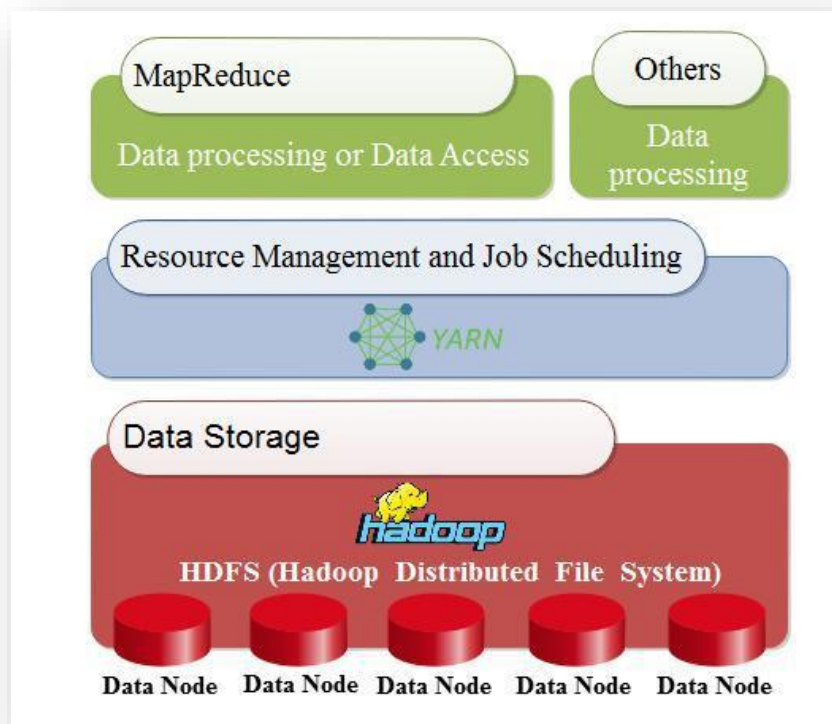 MapReduce
Others
Data processing or Data Access
Data
processing
Resource Management and Job Scheduling
YARN
Data Storage
hadoop
HDFS (Hadoop Distributed File System)
Data Node Data Node Data Node Data Node Data Node